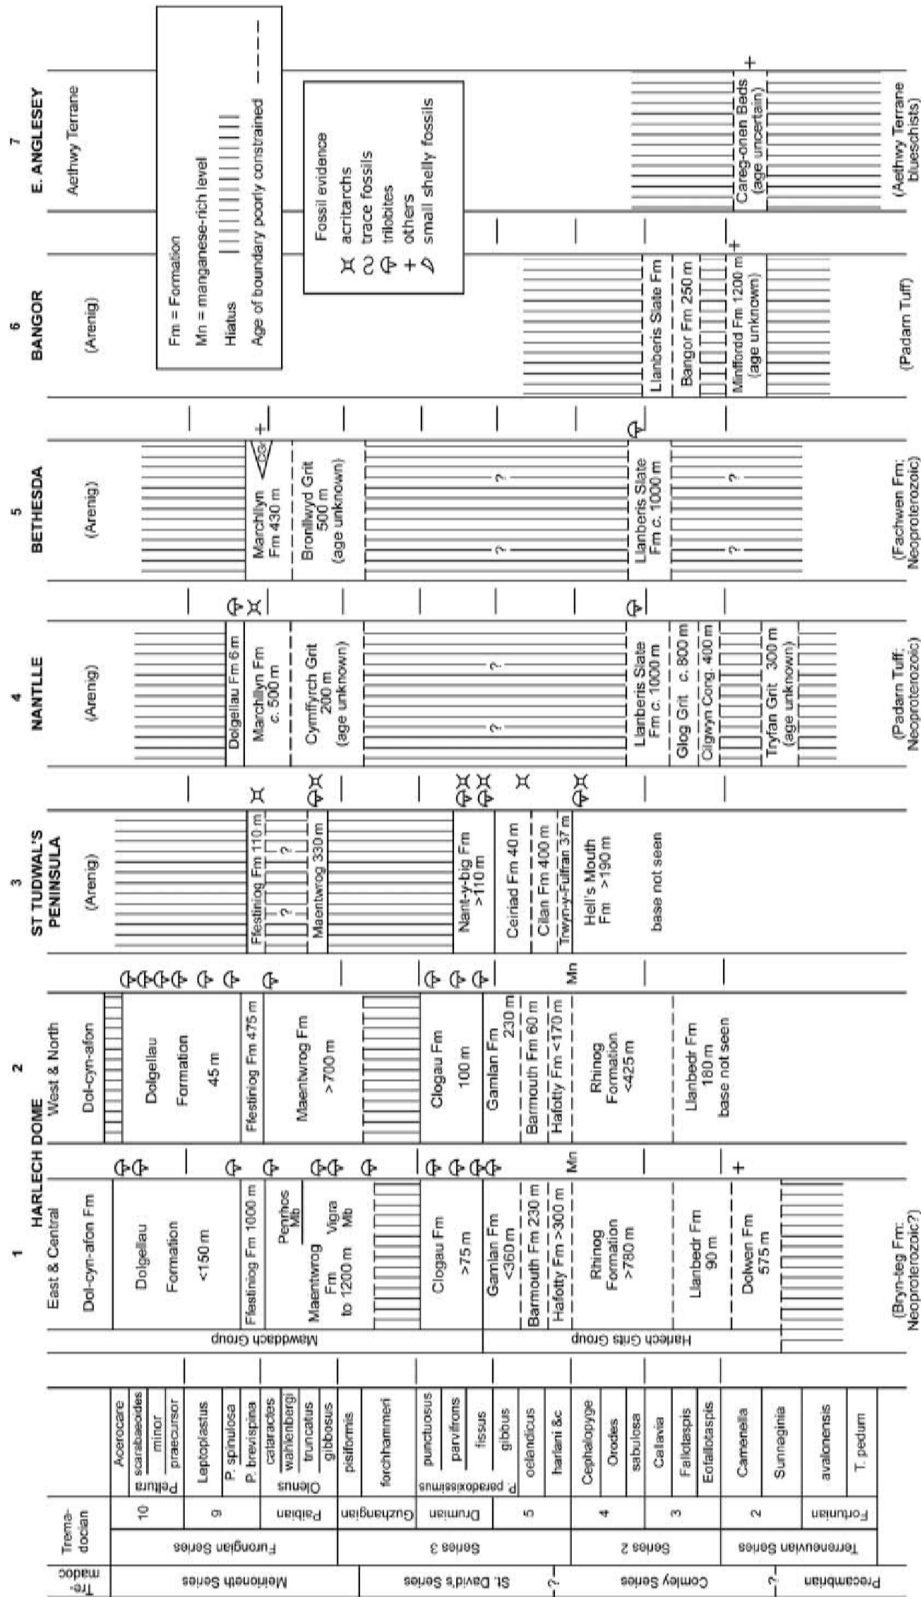 1
2
3
4
5
6
7
HARLECH DOME
ST TUDWAL'S
PENINSULA
NANTLLE
BETHESDA
BANGOR
E. ANGLESEY
East & Central
West & North
Aethwy Terrane
Tre-
madoc
Trema-
docian
Meirioneth Series
St. David's Series
?
Comley Series
?
Precambrian
Furongian Series
Series 3
Series 2
Terreneuvian Series
10
9
Paibian
Guzhangian
Drumian
5
4
3
2
Fortunian
Acerocare
Peltura
scarabaeoides
minor
praecursor
Leptoplastus
P. spinulosa
P. brevispina
Olenus
cataractes
wahlenbergi
truncatus
gibbosus
pisiformis
forchhammeri
P. paradoxissimus
punctuosus
parvifrons
fissus
gibbus
oelandicus
harlani &c
Cephalopyge
Orodes
sabulosa
Callavia
Fallotaspis
Eofallotaspis
Camenella
Sunnaginia
avalonensis
T. pedum
Mawddach Group
Harlech Grits Group
Dol-cyn-afon Fm
Dolgellau
Formation
<150 m
Ffestiniog Fm 1000 m
Penrhos
Mb
Maentwrog
Fm
to 1200 m
Vigra
Mb
Clogau Fm
>75 m
Gamlan Fm
<360 m
Barmouth Fm 230 m
Hafotty Fm >300 m
Mn
Rhinog
Formation
>780 m
Llanbedr Fm
90 m
Dolwen Fm
575 m
(Bryn-teg Fm:
Neoproterozoic?)
Dol-cyn-afon
Dolgellau
Formation
45 m
Ffestiniog Fm 475 m
Maentwrog Fm
>700 m
Clogau Fm
100 m
Gamlan Fm
230 m
Barmouth Fm 60 m
Hafotty Fm <170 m
Mn
Rhinog
Formation
<425 m
Llanbedr Fm
180 m
base not seen
(Arenig)
Ffestiniog Fm 110 m
? ?
Maentwrog 330 m
Nant-y-big Fm
>110 m
Ceiriad Fm 40 m
Cilan Fm 400 m
Trwyn-y-Fulfran 37 m
Hell's Mouth
Fm >190 m
base not seen
(Arenig)
Dolgellau Fm 6 m
Marchllyn Fm
c. 500 m
Cymffyrch Grit
200 m
(age unknown)
? ?
Llanberis Slate
Fm c. 1000 m
Glog Grit c. 800 m
Cilgwyn Cong. 400 m
Tryfan Grit 300 m
(age unknown)
(Padarn Tuff:
Neoproterozoic)
(Arenig)
Marchllyn
Fm 430 m
DG
Bronllwyd Grit
500 m
(age unknown)
? ?
Llanberis Slate
Fm c. 1000 m
? ?
(Fachwen Fm:
Neoproterozoic)
(Arenig)
Llanberis Slate Fm
Bangor Fm 250 m
Minffordd Fm 1200 m
(age unknown)
(Padarn Tuff)
Careg-onen Beds
(age uncertain)
(Aethwy Terrane
blueschists)
Fm = Formation
Mn = manganese-rich level
Hiatus
Age of boundary poorly constrained
Fossil evidence
acritarchs
trace fossils
trilobites
others
small shelly fossils